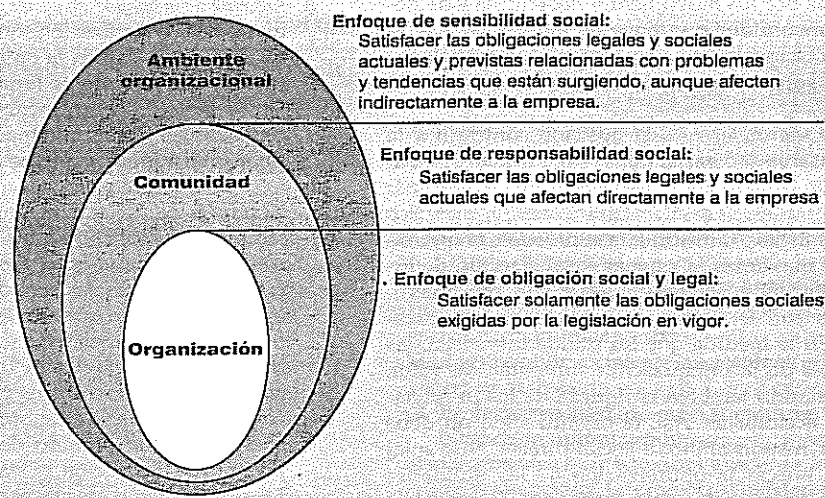 Ambiente
organizacional
Comunidad
Organización
Enfoque de sensibilidad social:
Satisfacer las obligaciones legales y sociales
actuales y previstas relacionadas con problemas
y tendencias que están surgiendo, aunque afecten
indirectamente a la empresa.
Enfoque de responsabilidad social:
Satisfacer las obligaciones legales y sociales
actuales que afectan directamente a la empresa
. Enfoque de obligación social y legal:
Satisfacer solamente las obligaciones sociales
exigidas por la legislación en vigor.